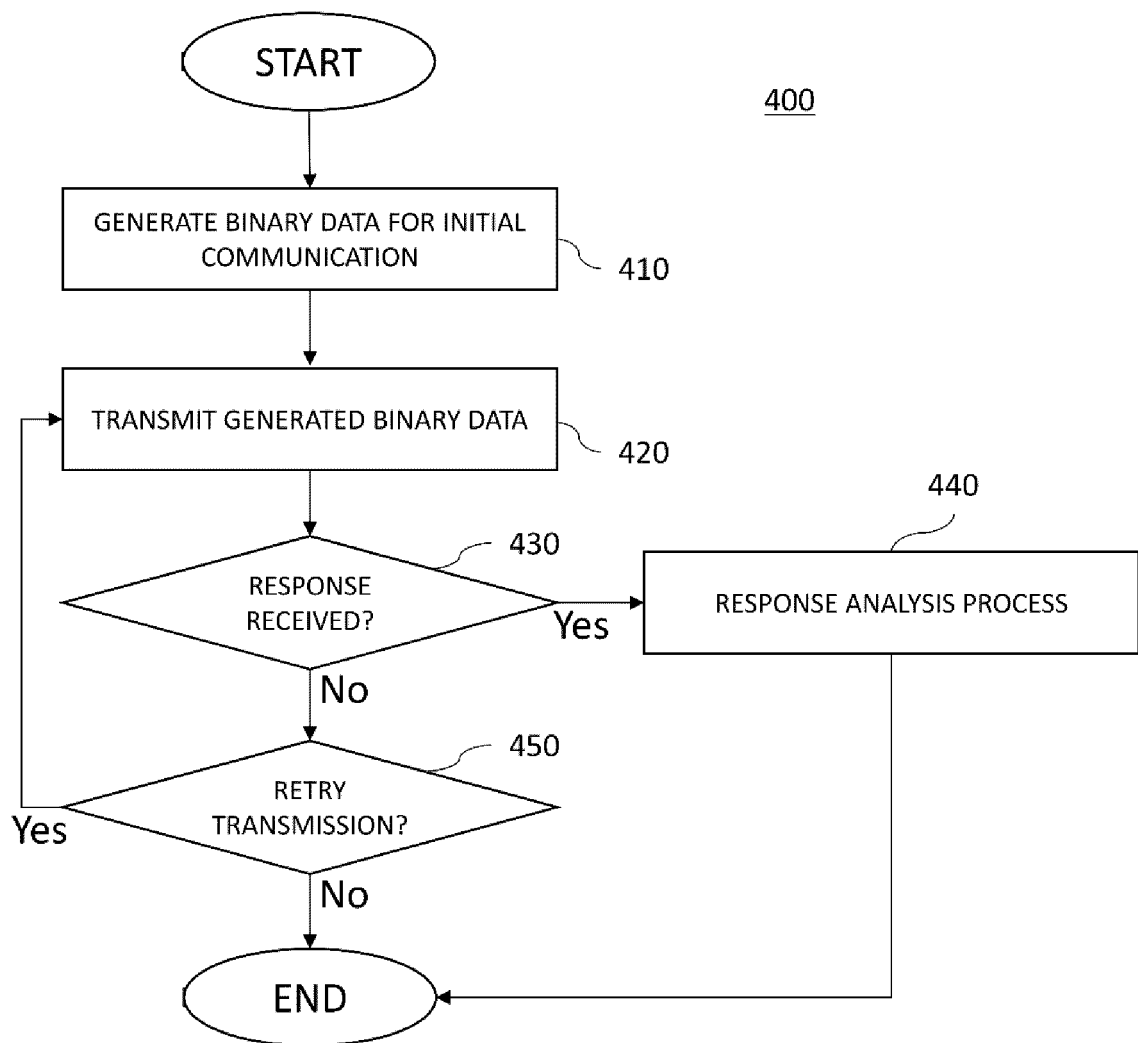 START
400
GENERATE BINARY DATA FOR INITIAL
COMMUNICATION
410
TRANSMIT GENERATED BINARY DATA
420
430
RESPONSE
RECEIVED?
Yes
440
RESPONSE ANALYSIS PROCESS
No
450
RETRY
TRANSMISSION?
Yes
No
END